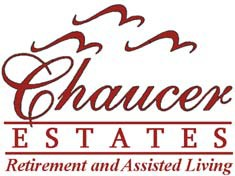 Chaucer
ESTATES
Retirement and Assisted Living